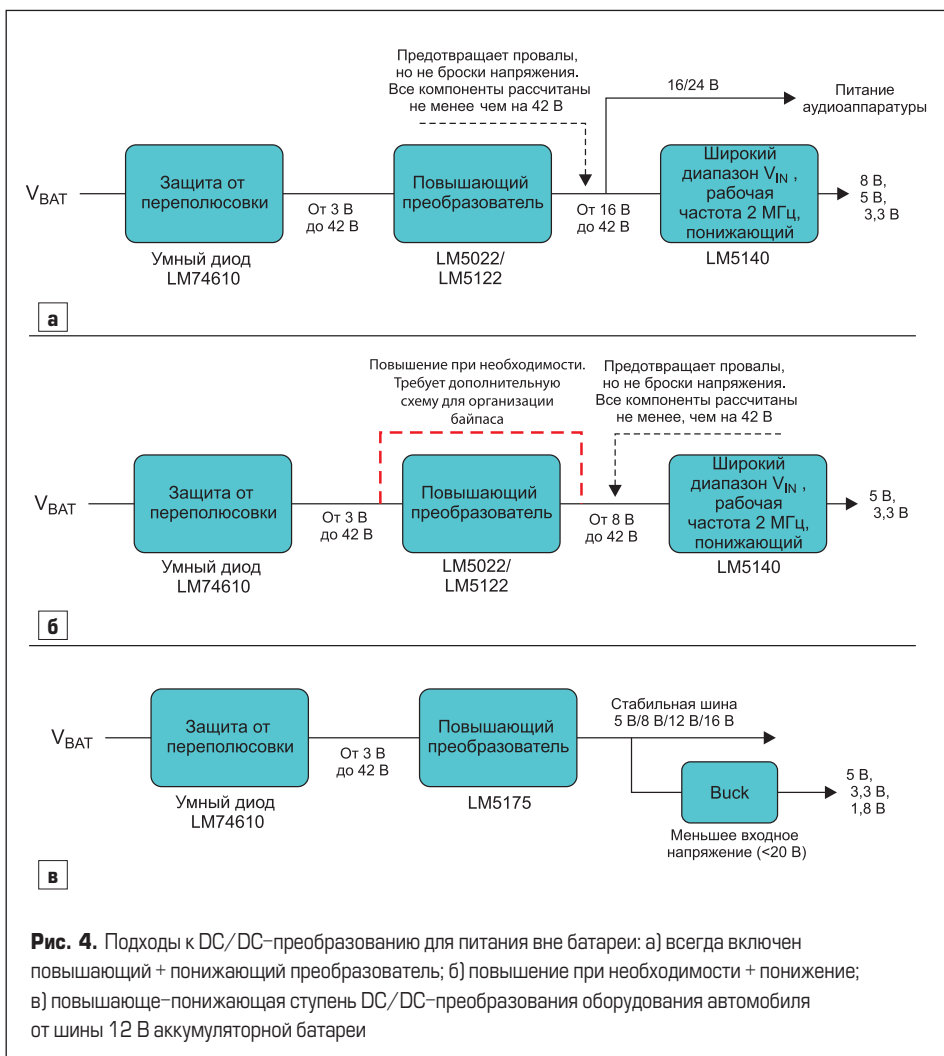 Предотвращает провалы,
но не броски напряжения.
Все компоненты рассчитаны
не менее чем на 42 В
16/24 В
Питание
аудиоаппаратуры
V_BAT
Защита от
переполюсовки
От 3 В
до 42 В
Повышающий
преобразователь
От 16 В
до 42 В
Широкий
диапазон V_IN ,
рабочая
частота 2 МГц,
понижающий
8 В,
5 В,
3,3 В
Умный диод
LM74610
LM5022/
LM5122
LM5140
а
Повышение при необходимости.
Требует дополнительную
схему для организации
байпаса
Предотвращает провалы,
но не броски напряжения.
Все компоненты рассчитаны
не менее, чем на 42 В
V_BAT
Защита от
переполюсовки
От 3 В
до 42 В
Повышающий
преобразователь
От 8 В
до 42 В
Широкий
диапазон V_IN ,
рабочая
частота 2 МГц,
понижающий
5 В,
3,3 В
Умный диод
LM74610
LM5022/
LM5122
LM5140
б
V_BAT
Защита от
переполюсовки
От 3 В
до 42 В
Повышающий
преобразователь
Стабильная шина
5 В/8 В/12 В/16 В
Buck
5 В,
3,3 В,
1,8 В
Умный диод
LM74610
LM5175
Меньшее входное
напряжение (<20 В)
в
Рис. 4. Подходы к DC/DC-преобразованию для питания вне батареи: а) всегда включен
повышающий + понижающий преобразователь; б) повышение при необходимости + понижение;
в) повышающе-понижающая ступень DC/DC-преобразования оборудования автомобиля
от шины 12 В аккумуляторной батареи